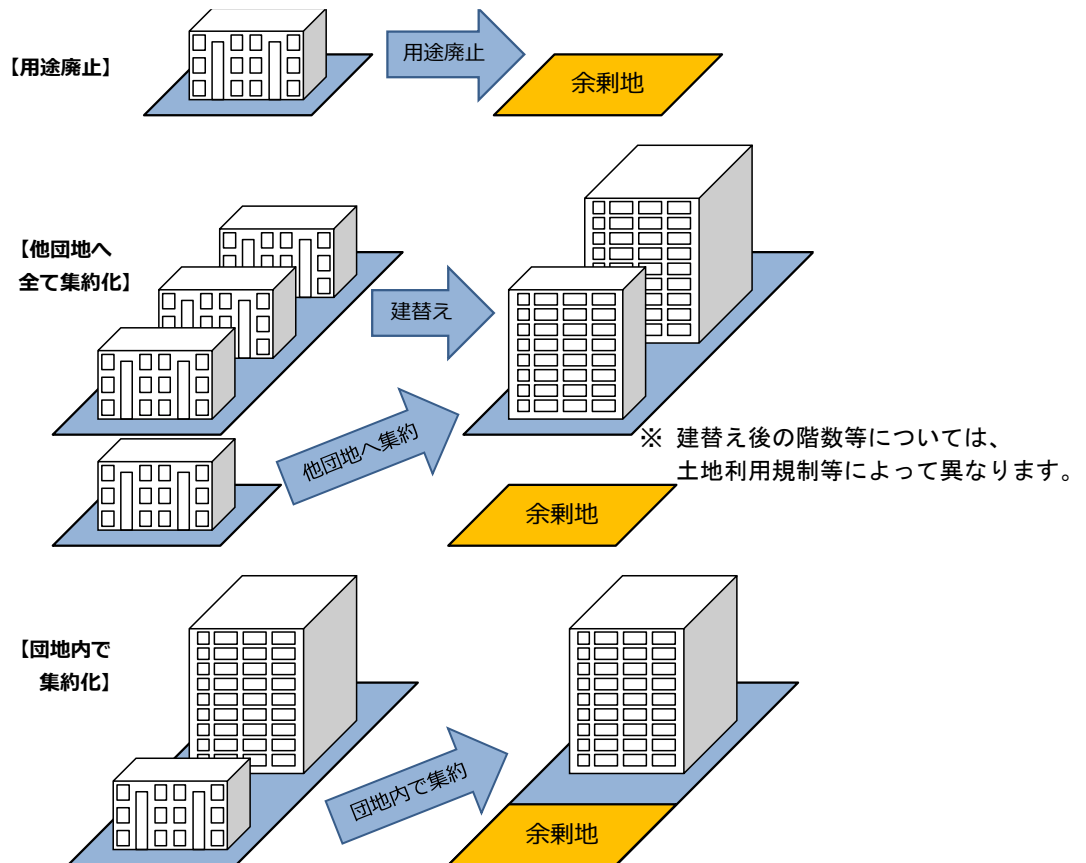 【用途廃止】
用途廃止
余剰地
【他団地へ
全て集約化】
建替え
他団地へ集約
※ 建替え後の階数等については、
土地利用規制等によって異なります。
余剰地
【団地内で
集約化】
団地内で集約
余剰地